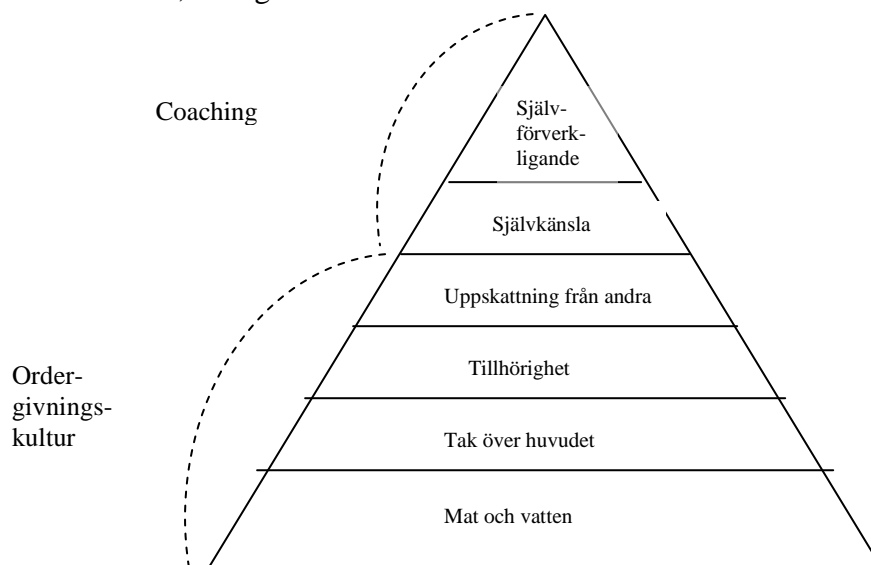 Coaching
Själv-
förverk-
ligande
Självkänsla
Uppskattning från andra
Tillhörighet
Order-
givnings-
kultur
Tak över huvudet
Mat och vatten